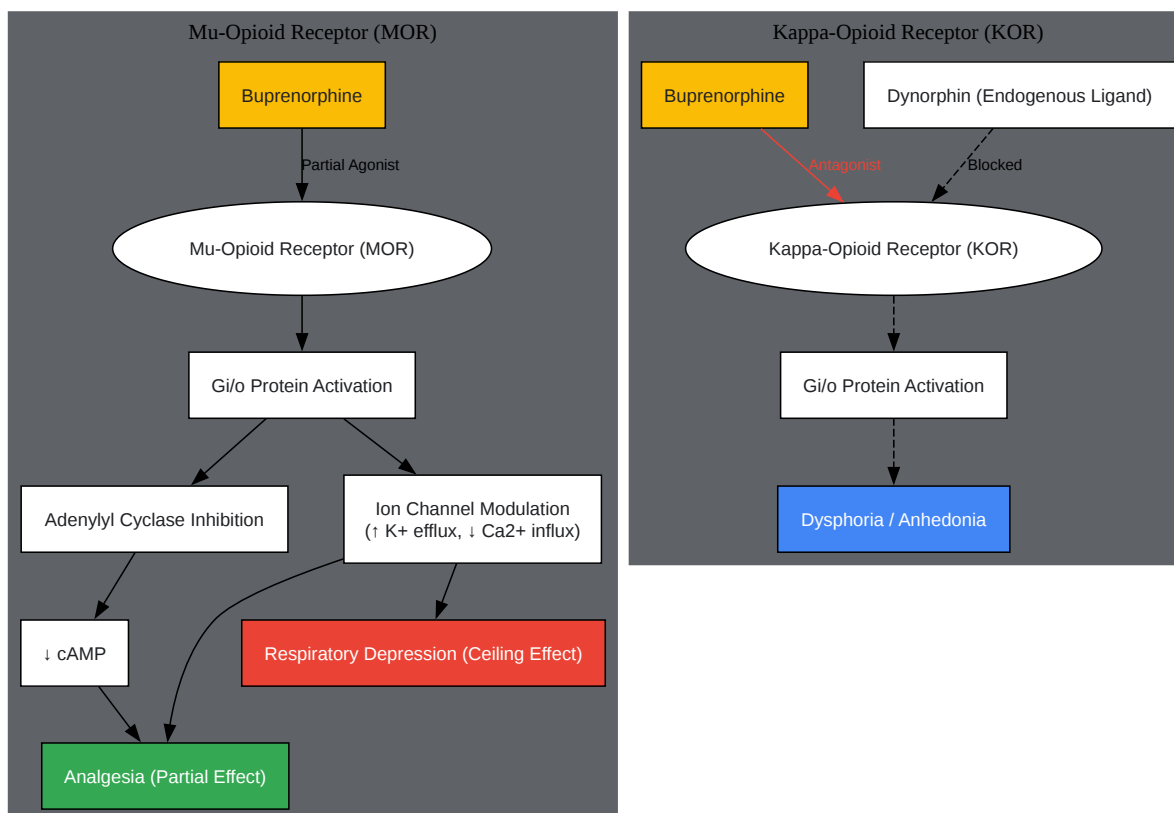 Mu-Opioid Receptor (MOR)
Buprenorphine
Partial Agonist
Mu-Opioid Receptor (MOR)
Gi/o Protein Activation
Adenylyl Cyclase Inhibition
Ion Channel Modulation
(↑ K+ efflux, ↓ Ca2+ influx)
↓ cAMP
Respiratory Depression (Ceiling Effect)
Analgesia (Partial Effect)
Kappa-Opioid Receptor (KOR)
Buprenorphine
Dynorphin (Endogenous Ligand)
Antagonist
Blocked
Kappa-Opioid Receptor (KOR)
Gi/o Protein Activation
Dysphoria / Anhedonia